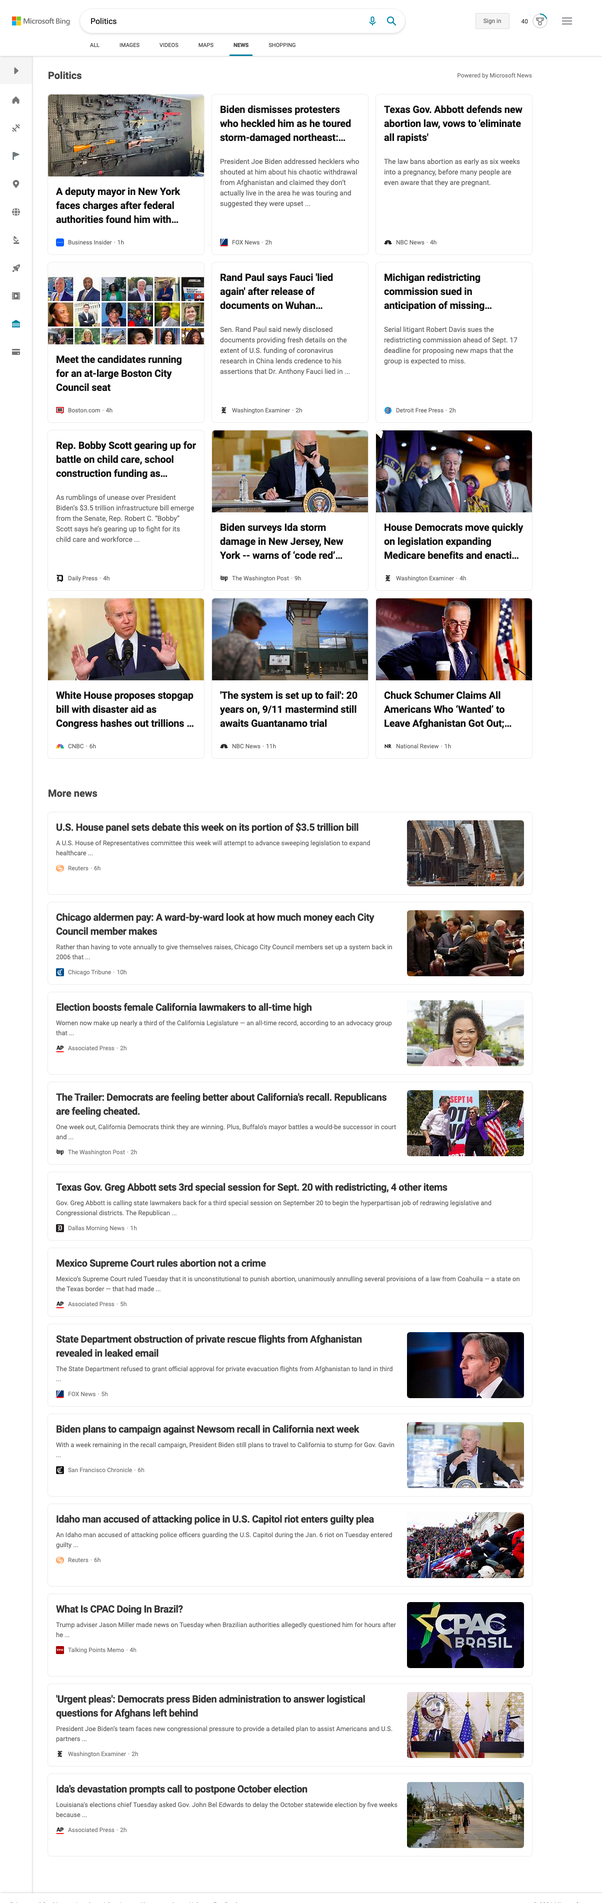 Microsoft Bing
Politics
Sign in
40
ALL IMAGES VIDEOS MAPS NEWS SHOPPING
Politics
Powered by Microsoft News
A deputy mayor in New York
faces charges after federal
authorities found him with...
Business Insider · 1h
Biden dismisses protesters
who heckled him as he toured
storm-damaged northeast:...
President Joe Biden addressed hecklers who
shouted at him about his chaotic withdrawal
from Afghanistan and claimed they don't
actually live in the area he was touring and
suggested they were upset ...
FOX News · 2h
Texas Gov. Abbott defends new
abortion law, vows to 'eliminate
all rapists'
The law bans abortion as early as six weeks
into a pregnancy, before many people are
even aware that they are pregnant.
NBC News · 4h
Meet the candidates running
for an at-large Boston City
Council seat
Boston.com · 4h
Rand Paul says Fauci 'lied
again' after release of
documents on Wuhan...
Sen. Rand Paul said newly disclosed
documents providing fresh details on the
extent of U.S. funding of coronavirus
research in China lends credence to his
assertions that Dr. Anthony Fauci lied in ...
Washington Examiner · 2h
Michigan redistricting
commission sued in
anticipation of missing...
Serial litigant Robert Davis sues the
redistricting commission ahead of Sept. 17
deadline for proposing new maps that the
group is expected to miss.
Detroit Free Press · 2h
Rep. Bobby Scott gearing up for
battle on child care, school
construction funding as...
As rumblings of unease over President
Biden's $3.5 trillion infrastructure bill emerge
from the Senate, Rep. Robert C. "Bobby"
Scott says he's gearing up to fight for its
child care and workforce ...
Daily Press · 4h
Biden surveys Ida storm
damage in New Jersey, New
York -- warns of 'code red'...
The Washington Post · 9h
House Democrats move quickly
on legislation expanding
Medicare benefits and enacti...
Washington Examiner · 4h
White House proposes stopgap
bill with disaster aid as
Congress hashes out trillions ...
CNBC · 6h
'The system is set up to fail': 20
years on, 9/11 mastermind still
awaits Guantanamo trial
NBC News · 11h
Chuck Schumer Claims All
Americans Who 'Wanted' to
Leave Afghanistan Got Out;...
NR National Review · 1h
More news
U.S. House panel sets debate this week on its portion of $3.5 trillion bill
A U.S. House of Representatives committee this week will attempt to advance sweeping legislation to expand
healthcare ...
Reuters · 6h
Chicago aldermen pay: A ward-by-ward look at how much money each City
Council member makes
Rather than having to vote annually to give themselves raises, Chicago City Council members set up a system back in
2006 that ...
Chicago Tribune · 10h
Election boosts female California lawmakers to all-time high
Women now make up nearly a third of the California Legislature — an all-time record, according to an advocacy group
that ...
AP Associated Press · 2h
The Trailer: Democrats are feeling better about California's recall. Republicans
are feeling cheated.
One week out, California Democrats think they are winning. Plus, Buffalo's mayor battles a would-be successor in court
and ...
The Washington Post · 2h
SEPT 14
Texas Gov. Greg Abbott sets 3rd special session for Sept. 20 with redistricting, 4 other items
Gov. Greg Abbott is calling state lawmakers back for a third special session on September 20 to begin the hyperpartisan job of redrawing legislative and
Congressional districts. The Republican ...
Dallas Morning News · 1h
Mexico Supreme Court rules abortion not a crime
Mexico's Supreme Court ruled Tuesday that it is unconstitutional to punish abortion, unanimously annulling several provisions of a law from Coahuila — a state on
the Texas border — that had made ...
AP Associated Press · 5h
State Department obstruction of private rescue flights from Afghanistan
revealed in leaked email
The State Department refused to grant official approval for private evacuation flights from Afghanistan to land in third
...
FOX News · 5h
Biden plans to campaign against Newsom recall in California next week
With a week remaining in the recall campaign, President Biden still plans to travel to California to stump for Gov. Gavin
...
San Francisco Chronicle · 6h
Idaho man accused of attacking police in U.S. Capitol riot enters guilty plea
An Idaho man accused of attacking police officers guarding the U.S. Capitol during the Jan. 6 riot on Tuesday entered
guilty ...
Reuters · 6h
What Is CPAC Doing In Brazil?
Trump adviser Jason Miller made news on Tuesday when Brazilian authorities allegedly questioned him for hours after
he ...
Talking Points Memo · 4h
CPAC
BRASIL
'Urgent pleas': Democrats press Biden administration to answer logistical
questions for Afghans left behind
President Joe Biden's team faces new congressional pressure to provide a detailed plan to assist Americans and U.S.
partners ...
Washington Examiner · 2h
Ida's devastation prompts call to postpone October election
Louisiana's elections chief Tuesday asked Gov. John Bel Edwards to delay the October statewide election by five weeks
because ...
AP Associated Press · 2h